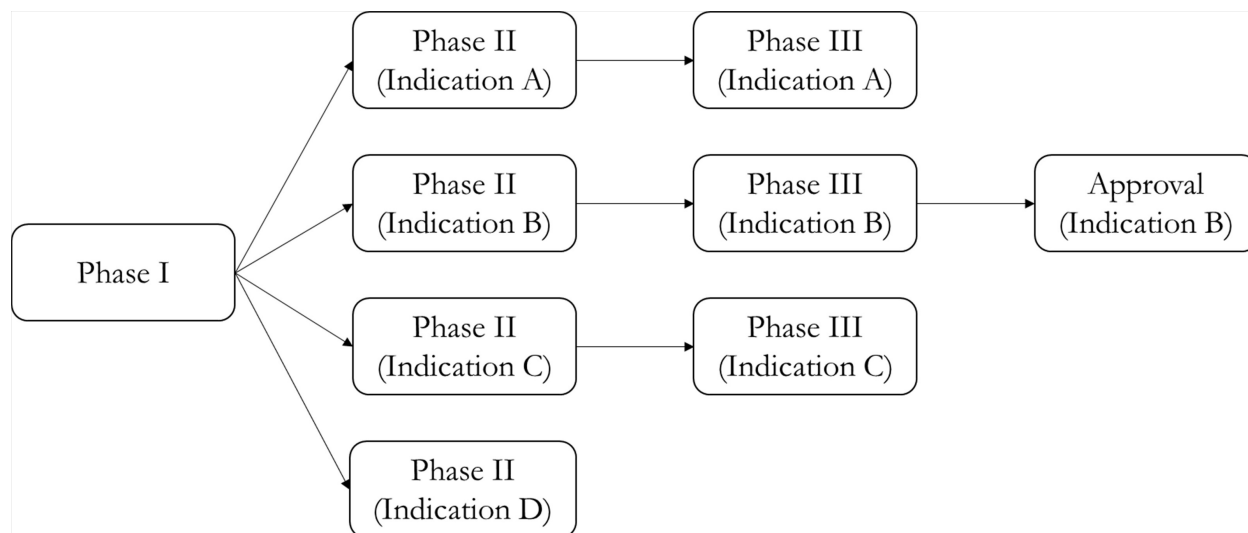 Phase II
(Indication A)
Phase III
(Indication A)
Phase II
(Indication B)
Phase III
(Indication B)
Approval
(Indication B)
Phase I
Phase II
(Indication C)
Phase III
(Indication C)
Phase II
(Indication D)